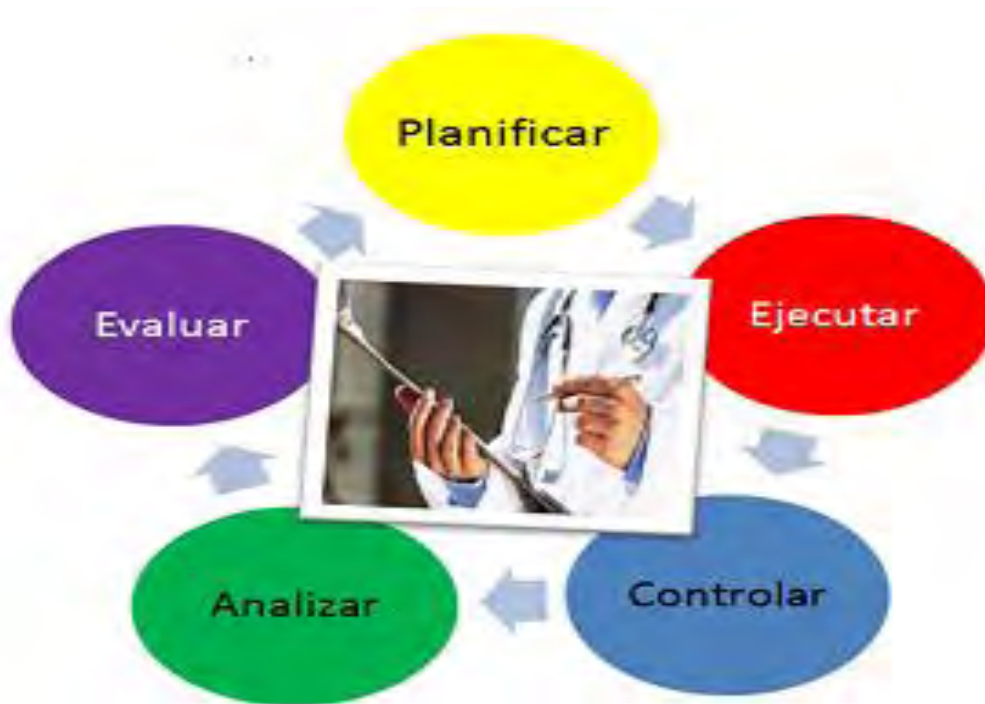 Planificar
Ejecutar
Controlar
Analizar
Evaluar